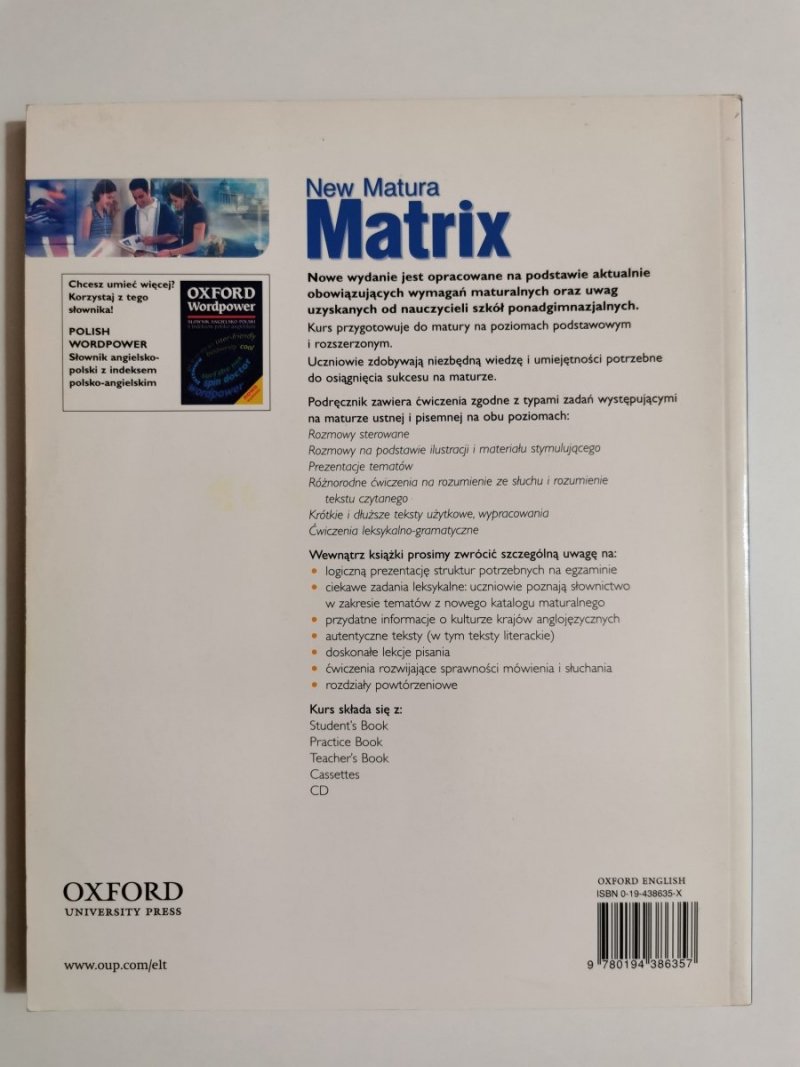 New Matura
Matrix
Nowe wydanie jest opracowane na podstawie aktualnie
obowiązujących wymagań maturalnych oraz uwag
uzyskanych od nauczycieli szkół ponadgimnazjalnych.
Kurs przygotowuje do matury na poziomach podstawowym
i rozszerzonym.
Uczniowie zdobywają niezbędną wiedzę i umiejętności potrzebne
do osiągnięcia sukcesu na maturze.
Podręcznik zawiera ćwiczenia zgodne z typami zadań występującymi
na maturze ustnej i pisemnej na obu poziomach:
Rozmowy sterowane
Rozmowy na podstawie ilustracji i materiału stymulującego
Prezentacje tematów
Różnorodne ćwiczenia na rozumienie ze słuchu i rozumienie
tekstu czytanego
Krótkie i dłuższe teksty użytkowe, wypracowania
Ćwiczenia leksykalno-gramatyczne
Wewnątrz książki prosimy zwrócić szczególną uwagę na:
• logiczną prezentację struktur potrzebnych na egzaminie
• ciekawe zadania leksykalne: uczniowie poznają słownictwo
w zakresie tematów z nowego katalogu maturalnego
• przydatne informacje o kulturze krajów anglojęzycznych
• autentyczne teksty (w tym teksty literackie)
• doskonałe lekcje pisania
• ćwiczenia rozwijające sprawności mówienia i słuchania
• rozdziały powtórzeniowe
Kurs składa się z:
Student's Book
Practice Book
Teacher's Book
Cassettes
CD
Chcesz umieć więcej?
Korzystaj z tego
słownika!
POLISH
WORDPOWER
Słownik angielsko-
polski z indeksem
polsko-angielskim
OXFORD
Wordpower
SŁOWNIK ANGIELSKO-POLSKI
z indeksem polsko-angielskim
spin doctor
wordpower
cool
OXFORD
UNIVERSITY PRESS
www.oup.com/elt
OXFORD ENGLISH
ISBN 0-19-438635-X
9 780194 386357